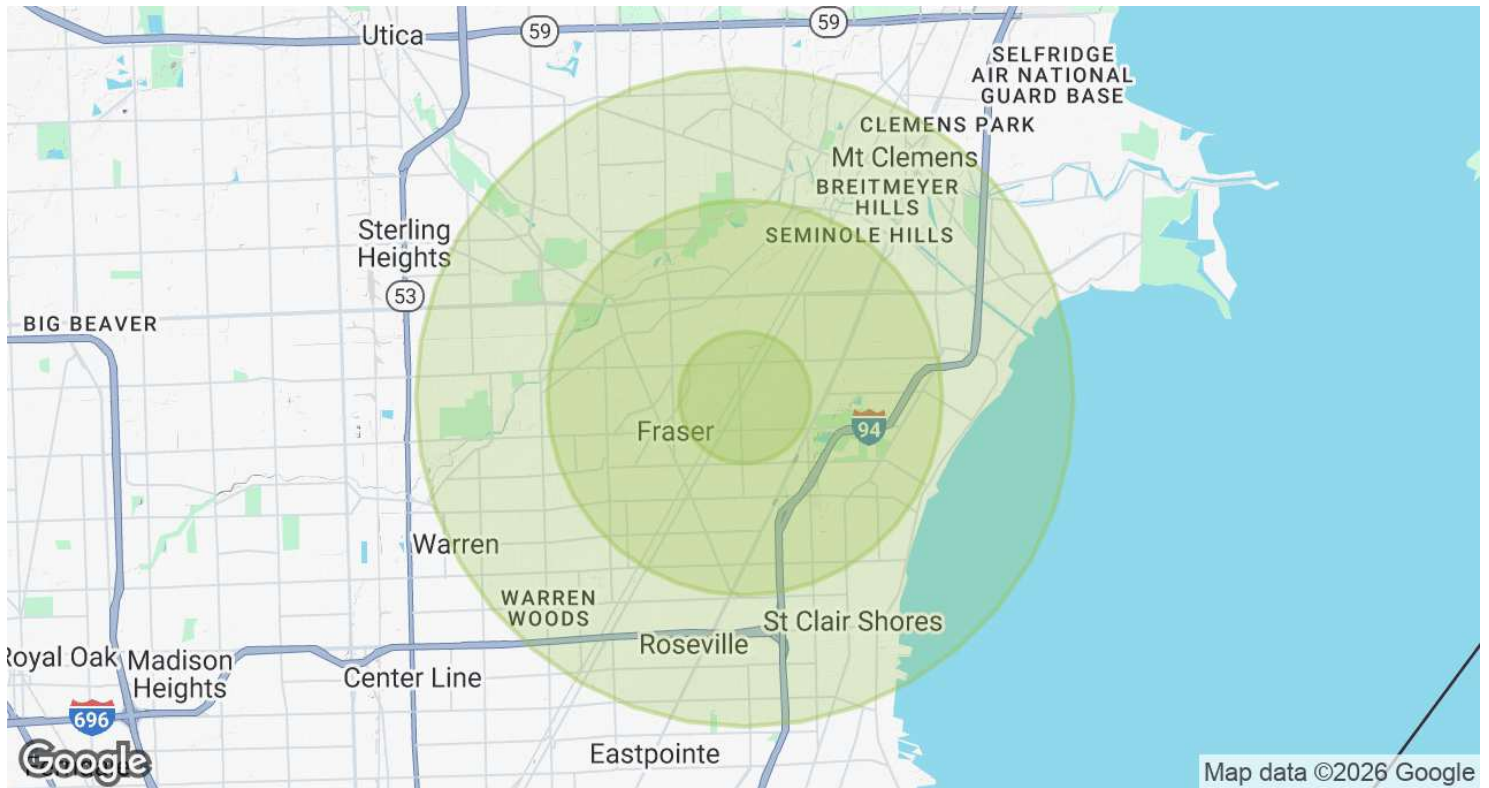 Utica
59
59
SELFRIDGE
AIR NATIONAL
GUARD BASE
CLEMENS PARK
Mt Clemens
BREITMEYER
HILLS
SEMINOLE HILLS
Sterling
Heights
53
BIG BEAVER
Fraser
94
Warren
WARREN
WOODS
St Clair Shores
Roseville
Royal Oak
Madison
Heights
Center Line
696
Eastpointe
Google
Map data ©2026 Google